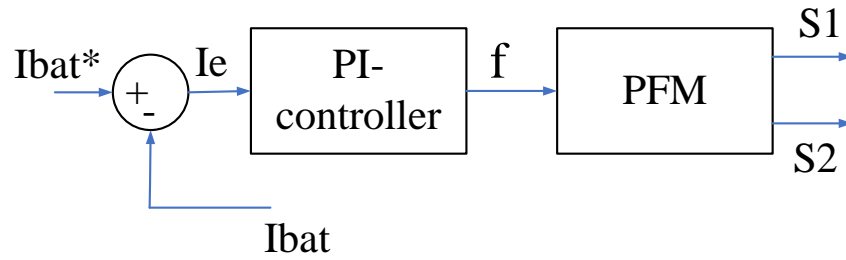 Ibat*
+
-
Ie
PI-
controller
f
PFM
S1
S2
Ibat